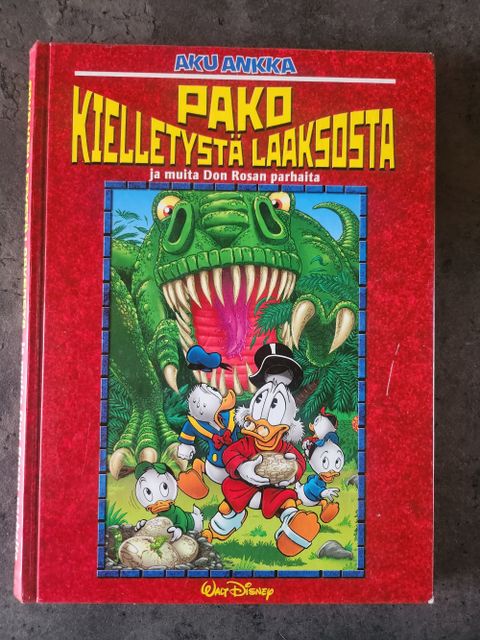 AKU ANKKA
PAKO
KIELLETYSTÄ LAAKSOSTA
ja muita Don Rosan parhaita
WALT DISNEY